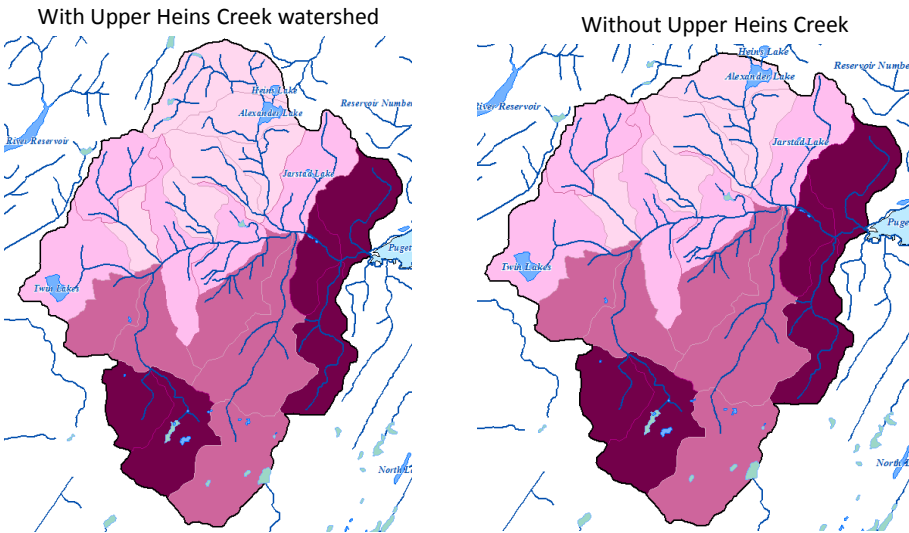 With Upper Heins Creek watershed
Heins Lake
Alexander Lake
Reservoir Number
River Reservoir
Jarstad Lake
Puget
Twin Lakes
North L
Without Upper Heins Creek
Heins Lake
Alexander Lake
Reservoir Numbe
River Reservoir
Jarstad Lake
Puge
Twin Lakes
North L